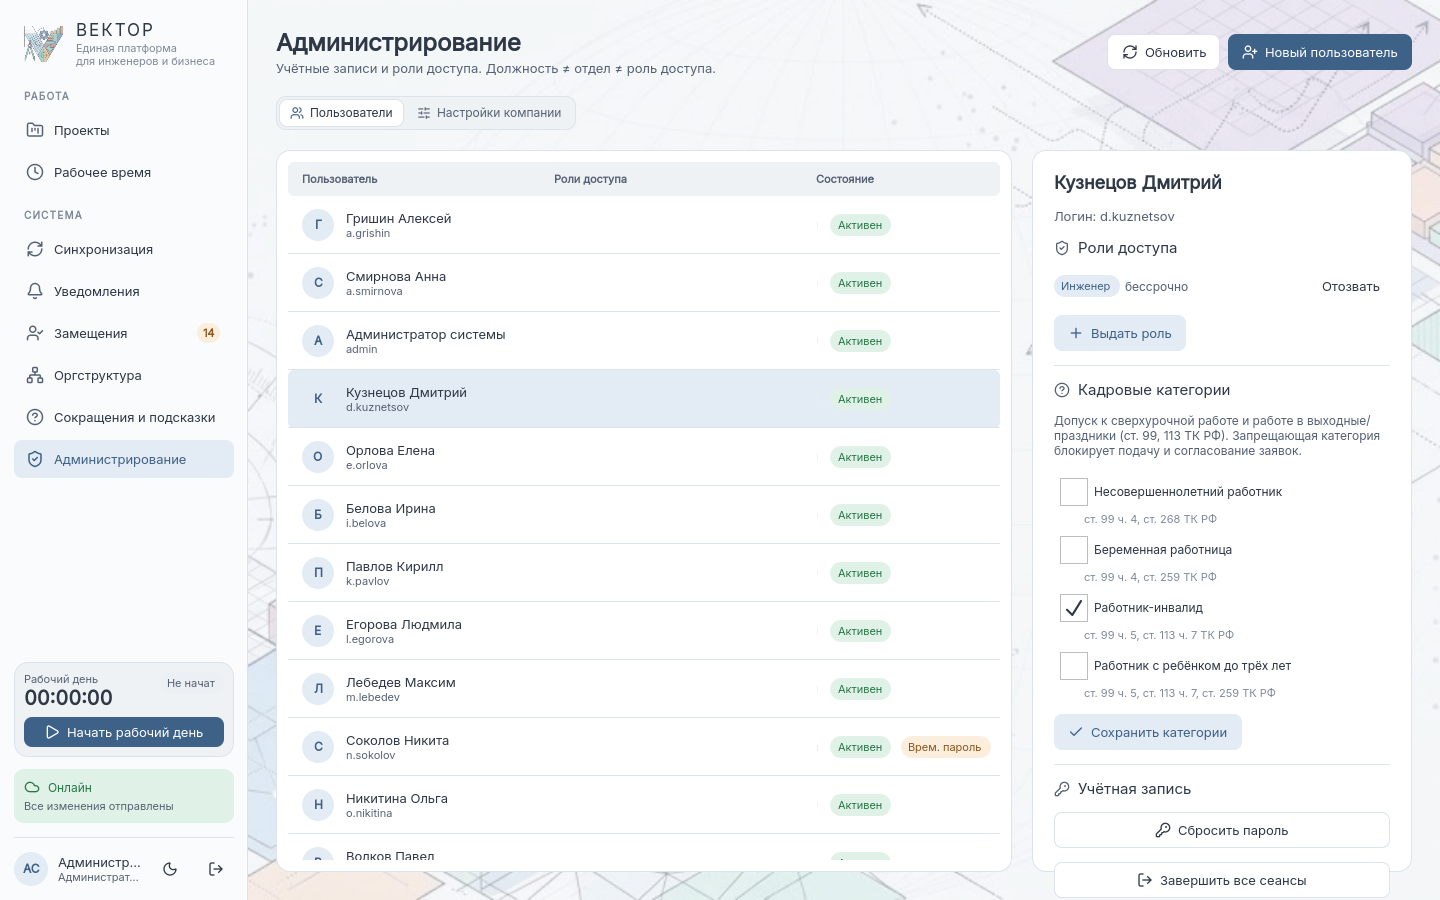 ВЕКТОР
Единая платформа
для инженеров и бизнеса
РАБОТА
Проекты
Рабочее время
СИСТЕМА
Синхронизация
Уведомления
Замещения 14
Оргструктура
Сокращения и подсказки
Администрирование
Рабочий день
Не начат
00:00:00
Начать рабочий день
Онлайн
Все изменения отправлены
АС
Администр...
Администрат...
Администрирование
Учётные записи и роли доступа. Должность ≠ отдел ≠ роль доступа.
Обновить
Новый пользователь
Пользователи
Настройки компании
Пользователь Роли доступа Состояние
Г Гришин Алексей Активен
a.grishin
С Смирнова Анна Активен
a.smirnova
А Администратор системы Активен
admin
К Кузнецов Дмитрий Активен
d.kuznetsov
О Орлова Елена Активен
e.orlova
Б Белова Ирина Активен
i.belova
П Павлов Кирилл Активен
k.pavlov
Е Егорова Людмила Активен
l.egorova
Л Лебедев Максим Активен
m.lebedev
С Соколов Никита Активен Врем. пароль
n.sokolov
Н Никитина Ольга Активен
o.nikitina
Волков Павел
Кузнецов Дмитрий
Логин: d.kuznetsov
Роли доступа
Инженер бессрочно Отозвать
Выдать роль
Кадровые категории
Допуск к сверхурочной работе и работе в выходные/
праздники (ст. 99, 113 ТК РФ). Запрещающая категория
блокирует подачу и согласование заявок.
Несовершеннолетний работник
ст. 99 ч. 4, ст. 268 ТК РФ
Беременная работница
ст. 99 ч. 4, ст. 259 ТК РФ
Работник-инвалид
ст. 99 ч. 5, ст. 113 ч. 7 ТК РФ
Работник с ребёнком до трёх лет
ст. 99 ч. 5, ст. 113 ч. 7, ст. 259 ТК РФ
Сохранить категории
Учётная запись
Сбросить пароль
Завершить все сеансы